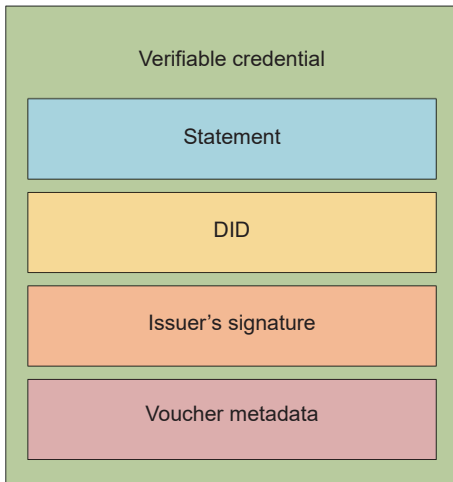 Verifiable credential
Statement
DID
Issuer’s signature
Voucher metadata